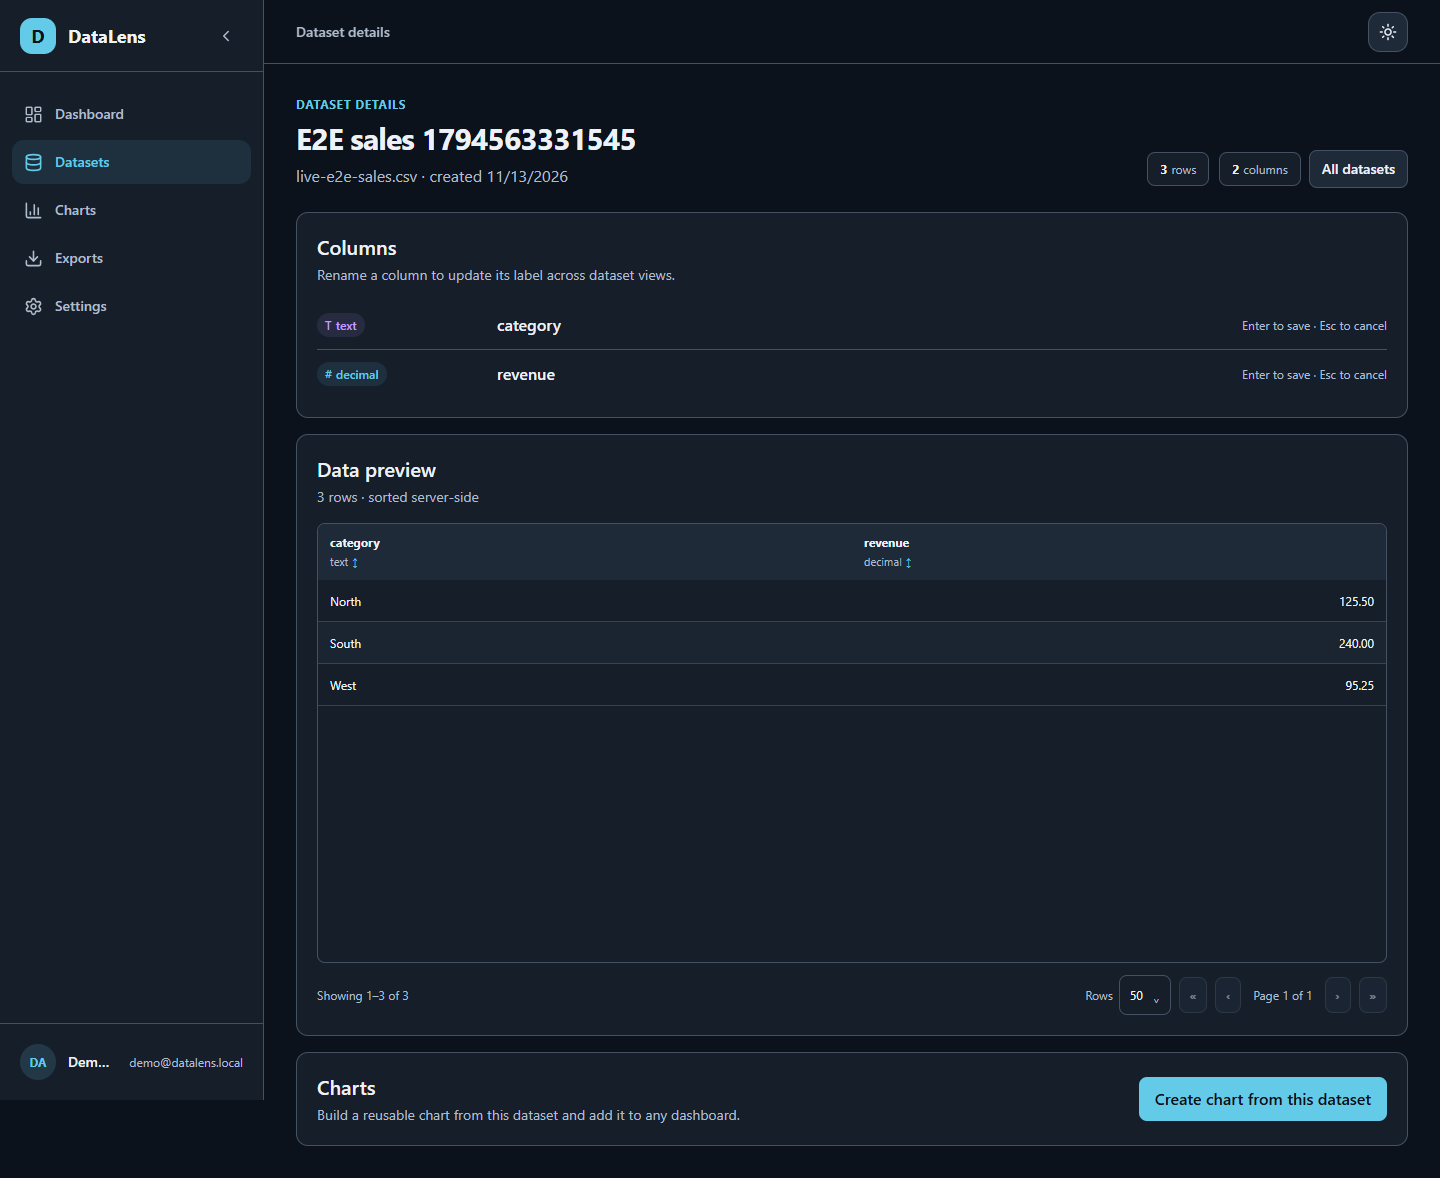 D DataLens
Dashboard
Datasets
Charts
Exports
Settings
DA Dem... demo@datalens.local
Dataset details
DATASET DETAILS
E2E sales 1794563331545
live-e2e-sales.csv · created 11/13/2026
3 rows
2 columns
All datasets
Columns
Rename a column to update its label across dataset views.
T text category Enter to save · Esc to cancel
# decimal revenue Enter to save · Esc to cancel
Data preview
3 rows · sorted server-side
category revenue
text ↕ decimal ↕
North 125.50
South 240.00
West 95.25
Showing 1–3 of 3 Rows 50 « ‹ Page 1 of 1 › »
Charts
Build a reusable chart from this dataset and add it to any dashboard.
Create chart from this dataset